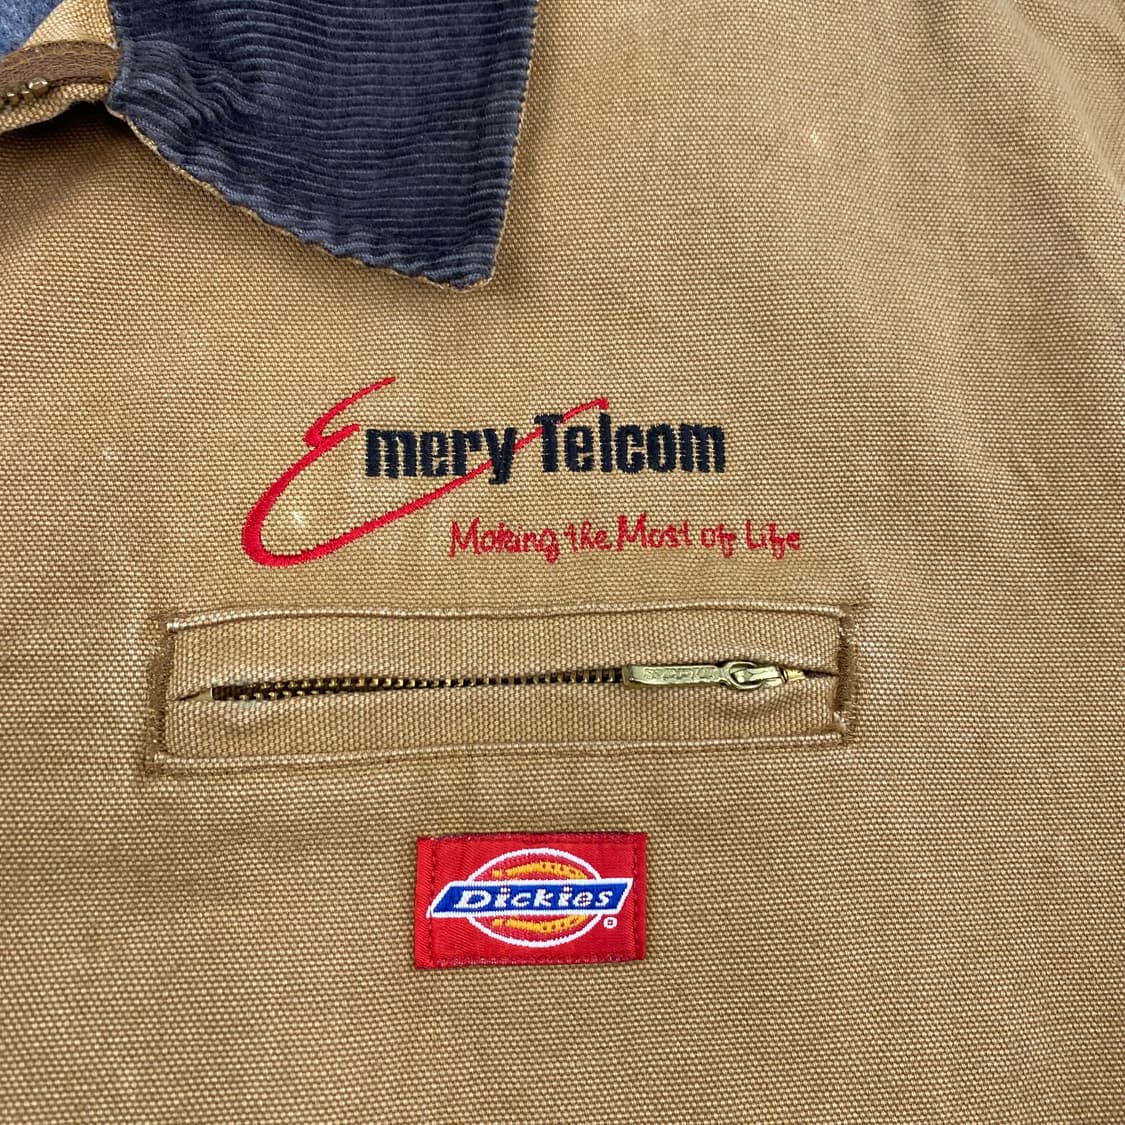 Emery Telcom
Making the Most of Life
Dickies ®